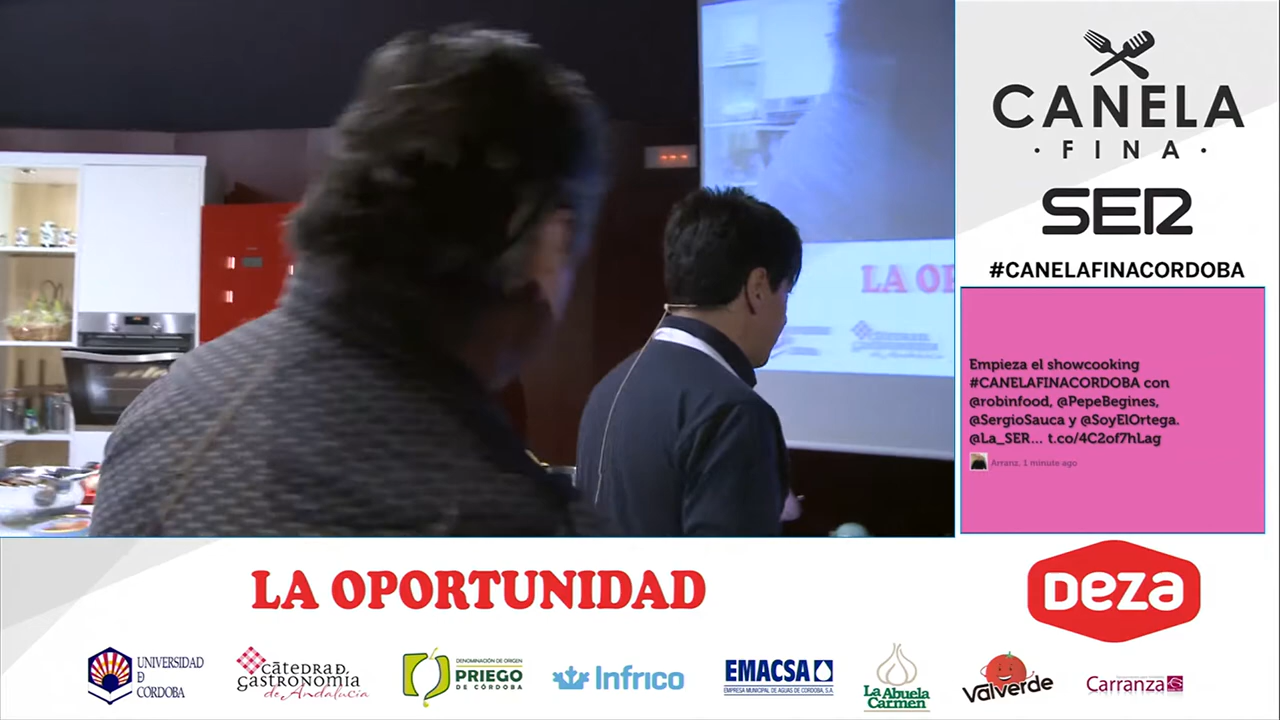 LA OP
CANELA
· FINA ·
SER
#CANELAFINACORDOBA
Empieza el showcooking
#CANELAFINACORDOBA con
@robinfood, @PepeBegines,
@SergioSauca y @SoyElOrtega.
@La_SER... t.co/4C2of7hLag
Arranz, 1 minute ago
LA OPORTUNIDAD
Deza
UNIVERSIDAD
D
CORDOBA
CÁTEDRA D
GASTRONOMÍA
de Andalucía
DENOMINACIÓN DE ORIGEN
PRIEGO
DE CÓRDOBA
Infrico
EMACSA
EMPRESA MUNICIPAL DE AGUAS DE CORDOBA, S.A.
La Abuela
Carmen
Valverde
Carranza